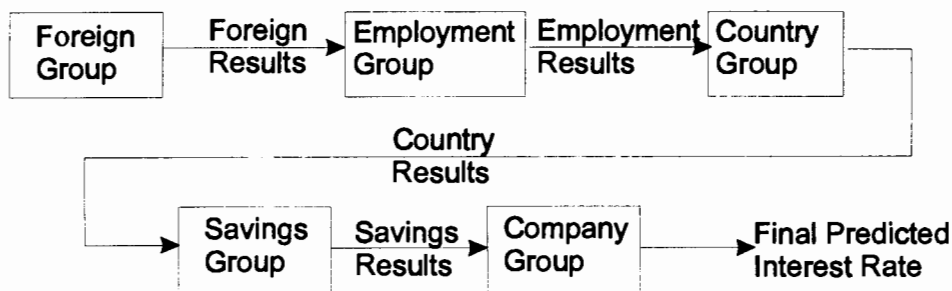 Foreign Group
Foreign Results
Employment Group
Employment Results
Country Group
Country Results
Savings Group
Savings Results
Company Group
Final Predicted Interest Rate